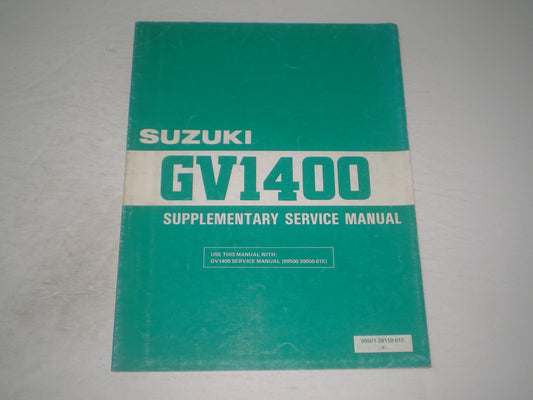 SUZUKI
GV1400
SUPPLEMENTARY SERVICE MANUAL
USE THIS MANUAL WITH:
GV1400 SERVICE MANUAL (99500-39050-01E)
99501-39110-01E